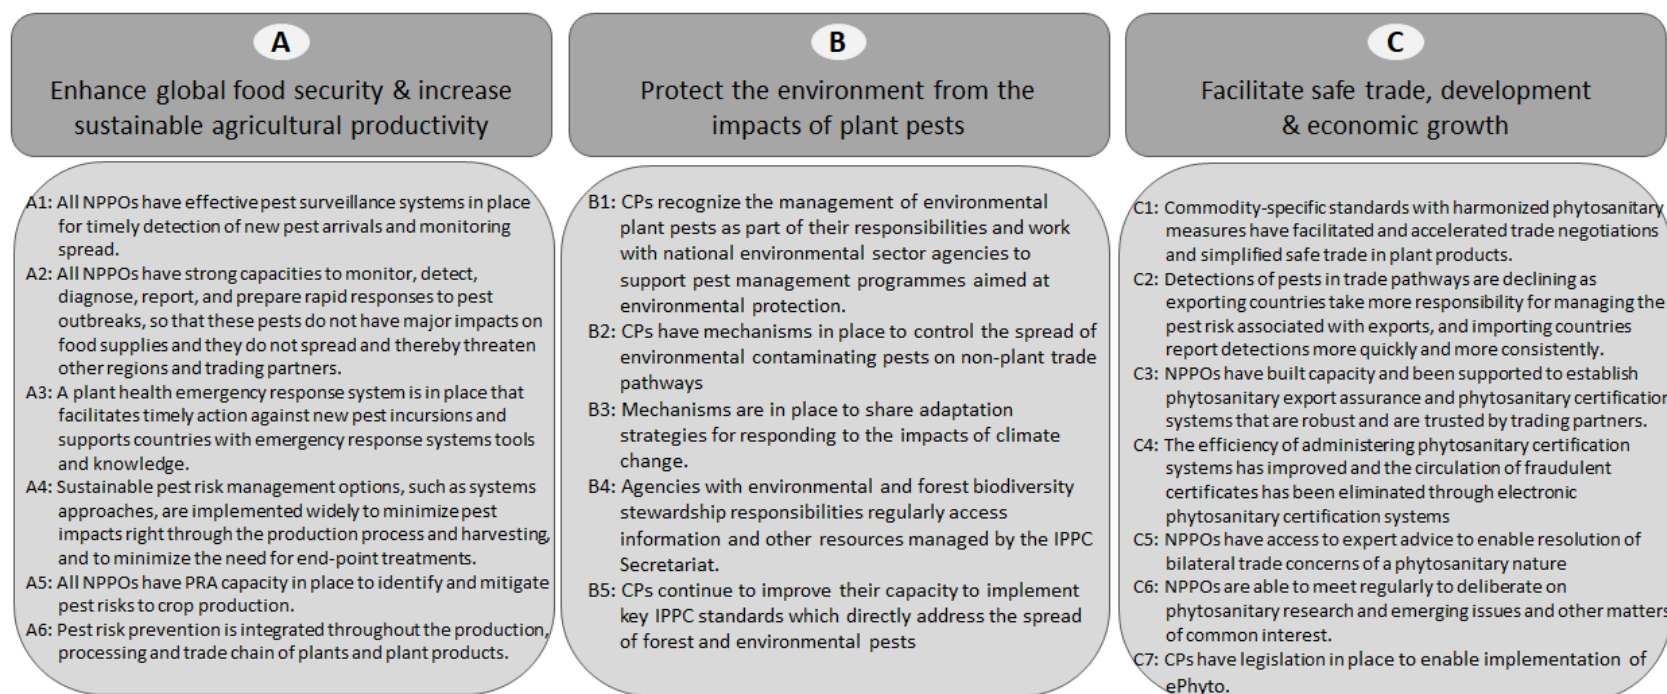 A
Enhance global food security & increase
sustainable agricultural productivity
A1: All NPPOs have effective pest surveillance systems in place
for timely detection of new pest arrivals and monitoring
spread.
A2: All NPPOs have strong capacities to monitor, detect,
diagnose, report, and prepare rapid responses to pest
outbreaks, so that these pests do not have major impacts on
food supplies and they do not spread and thereby threaten
other regions and trading partners.
A3: A plant health emergency response system is in place that
facilitates timely action against new pest incursions and
supports countries with emergency response systems tools
and knowledge.
A4: Sustainable pest risk management options, such as systems
approaches, are implemented widely to minimize pest
impacts right through the production process and harvesting,
and to minimize the need for end-point treatments.
A5: All NPPOs have PRA capacity in place to identify and mitigate
pest risks to crop production.
A6: Pest risk prevention is integrated throughout the production,
processing and trade chain of plants and plant products.
B
Protect the environment from the
impacts of plant pests
B1: CPs recognize the management of environmental
plant pests as part of their responsibilities and work
with national environmental sector agencies to
support pest management programmes aimed at
environmental protection.
B2: CPs have mechanisms in place to control the spread of
environmental contaminating pests on non-plant trade
pathways
B3: Mechanisms are in place to share adaptation
strategies for responding to the impacts of climate
change.
B4: Agencies with environmental and forest biodiversity
stewardship responsibilities regularly access
information and other resources managed by the IPPC
Secretariat.
B5: CPs continue to improve their capacity to implement
key IPPC standards which directly address the spread
of forest and environmental pests
C
Facilitate safe trade, development
& economic growth
C1: Commodity-specific standards with harmonized phytosanitary
measures have facilitated and accelerated trade negotiations
and simplified safe trade in plant products.
C2: Detections of pests in trade pathways are declining as
exporting countries take more responsibility for managing the
pest risk associated with exports, and importing countries
report detections more quickly and more consistently.
C3: NPPOs have built capacity and been supported to establish
phytosanitary export assurance and phytosanitary certification
systems that are robust and are trusted by trading partners.
C4: The efficiency of administering phytosanitary certification
systems has improved and the circulation of fraudulent
certificates has been eliminated through electronic
phytosanitary certification systems
C5: NPPOs have access to expert advice to enable resolution of
bilateral trade concerns of a phytosanitary nature
C6: NPPOs are able to meet regularly to deliberate on
phytosanitary research and emerging issues and other matters
of common interest.
C7: CPs have legislation in place to enable implementation of
ePhyto.